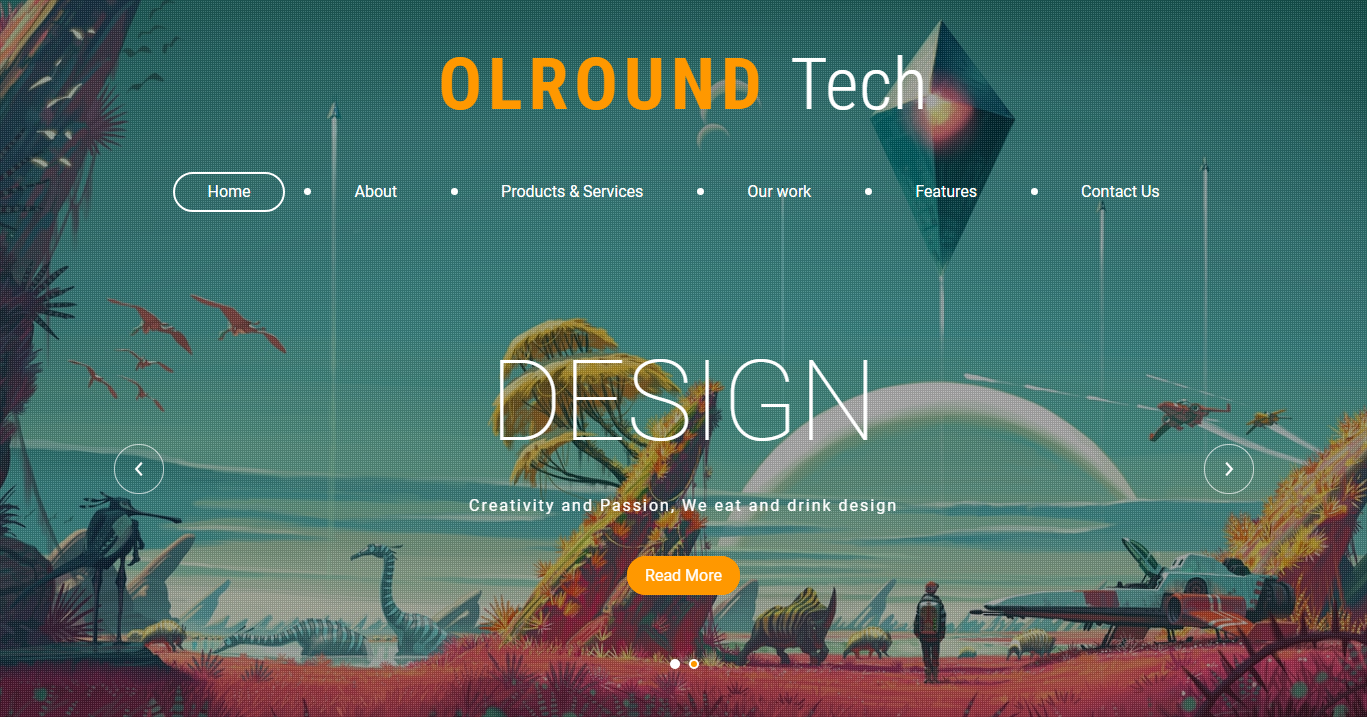 OLROUND Tech
Home About Products & Services Our work Features Contact Us
DESIGN
Creativity and Passion, We eat and drink design
Read More